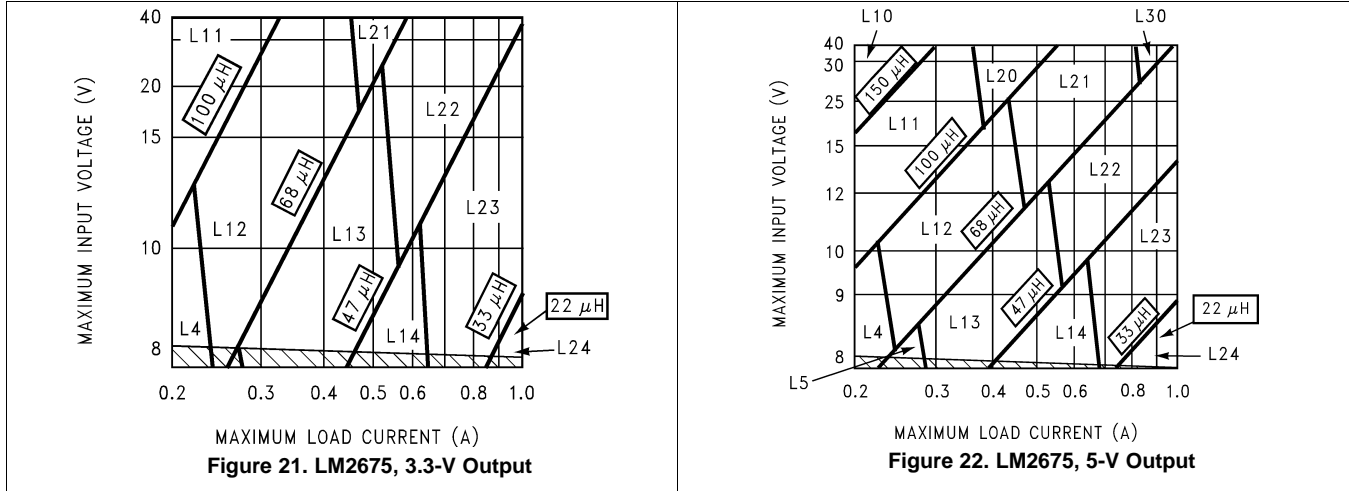 40
20
15
10
8
MAXIMUM INPUT VOLTAGE (V)
L11
L21
100 μH
L22
68 μH
L12
L13
L23
47 μH
33 μH
22 μH
L4
L14
L24
0.2
0.3
0.4
0.5
0.6
0.8
1.0
MAXIMUM LOAD CURRENT (A)
Figure 21. LM2675, 3.3-V Output
L10
L30
40
30
25
15
12
10
9
8
MAXIMUM INPUT VOLTAGE (V)
150 μH
L20
L21
L11
100 μH
L22
L12
68 μH
L23
47 μH
22 μH
L4
L13
L14
33 μH
L24
L5
0.2
0.3
0.4
0.5
0.6
0.8
1.0
MAXIMUM LOAD CURRENT (A)
Figure 22. LM2675, 5-V Output